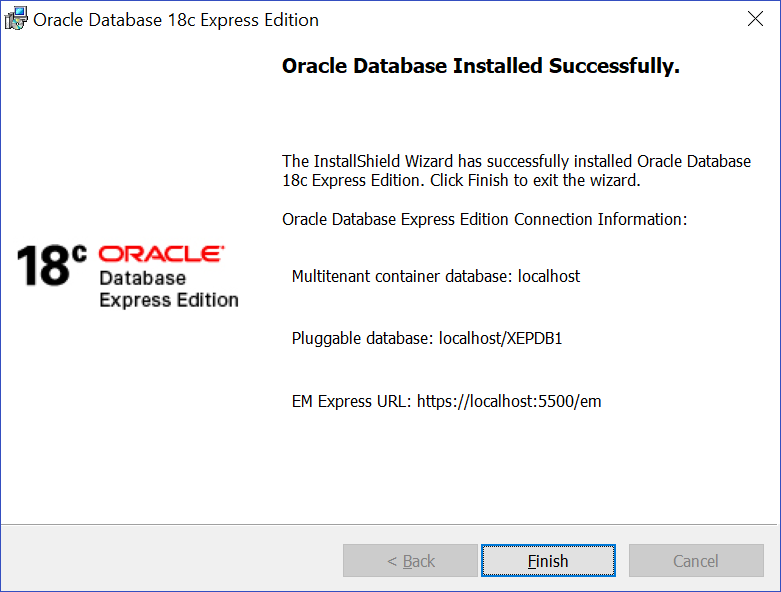 Oracle Database 18c Express Edition
Oracle Database Installed Successfully.
The InstallShield Wizard has successfully installed Oracle Database
18c Express Edition. Click Finish to exit the wizard.
Oracle Database Express Edition Connection Information:
18c ORACLE
Database
Express Edition
Multitenant container database: localhost
Pluggable database: localhost/XEPDB1
EM Express URL: https://localhost:5500/em
< Back
Finish
Cancel